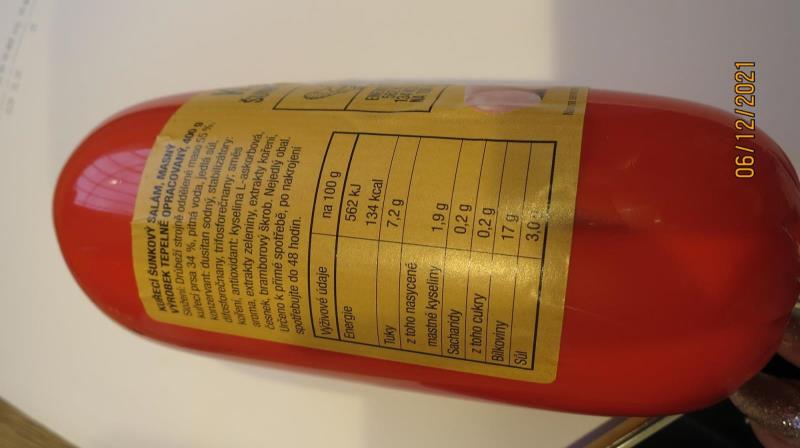 KUŘECÍ ŠUNKOVÝ SALÁM, MASNÝ
VÝROBEK TEPELNĚ OPRACOVANÝ, 400 g
Složení: Drůbeží strojně oddělené maso 55 %,
kuřecí prsa 34 %, pitná voda, jedlá sůl,
konzervant: dusitan sodný, stabilizátory:
difosforečnany, trifosforečnany; směs
koření, antioxidant: kyselina L-askorbová,
aroma, extrakty zeleniny, extrakty koření,
česnek, bramborový škrob. Nejedlý obal.
Určeno k přímé spotřebě, po nakrojení
spotřebujte do 48 hodin.
Výživové údaje na 100 g
Energie 562 kJ
134 kcal
Tuky 7,2 g
z toho nasycené
mastné kyseliny 1,9 g
Sacharidy 0,2 g
z toho cukry 0,2 g
Bílkoviny 17 g
Sůl 3,0 g
06/12/2021